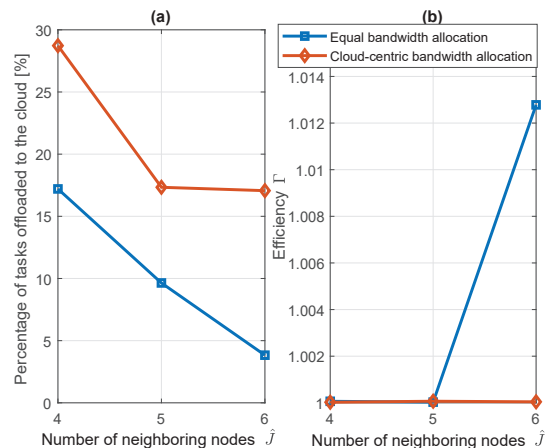 (a)
(b)
Equal bandwidth allocation
Cloud-centric bandwidth allocation
Percentage of tasks offloaded to the cloud [%]
30
25
20
15
10
5
0
4
5
6
Number of neighboring nodes Ĵ
Efficiency Γ
1.014
1.012
1.01
1.008
1.006
1.004
1.002
1
4
5
6
Number of neighboring nodes Ĵ